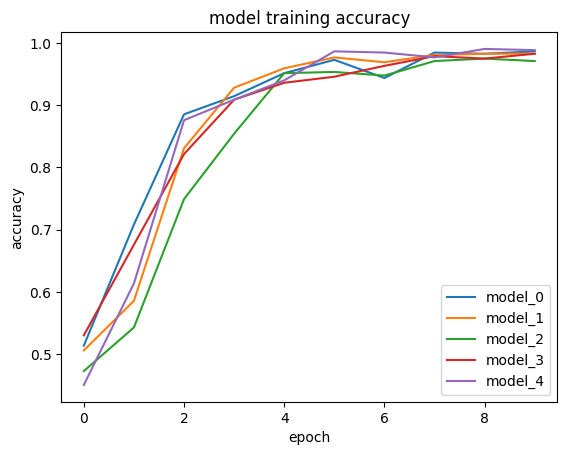 model training accuracy
1.0
0.9
0.8
0.7
0.6
0.5
accuracy
0
2
4
6
8
epoch
model_0
model_1
model_2
model_3
model_4